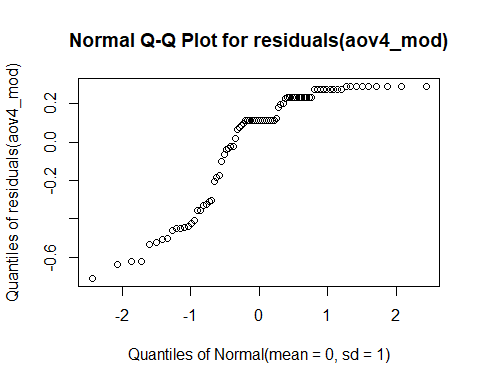 Normal Q-Q Plot for residuals(aov4_mod)
Quantiles of residuals(aov4_mod)
0.2
0.0
-0.2
-0.6
-2 -1 0 1 2
Quantiles of Normal(mean = 0, sd = 1)